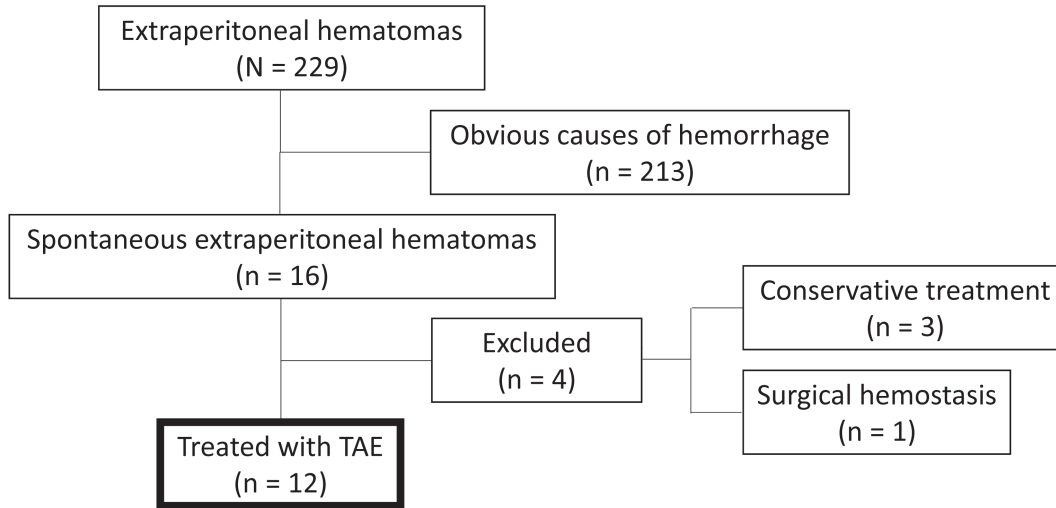 Extraperitoneal hematomas
(N = 229)
Obvious causes of hemorrhage
(n = 213)
Spontaneous extraperitoneal hematomas
(n = 16)
Excluded
(n = 4)
Conservative treatment
(n = 3)
Surgical hemostasis
(n = 1)
Treated with TAE
(n = 12)